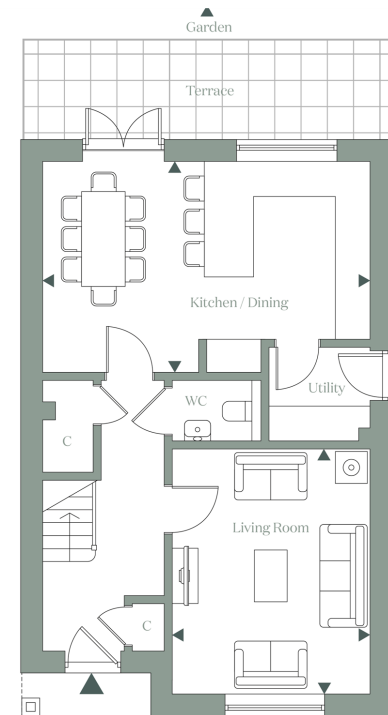 Garden
Terrace
Kitchen / Dining
Utility
WC
C
Living Room
C